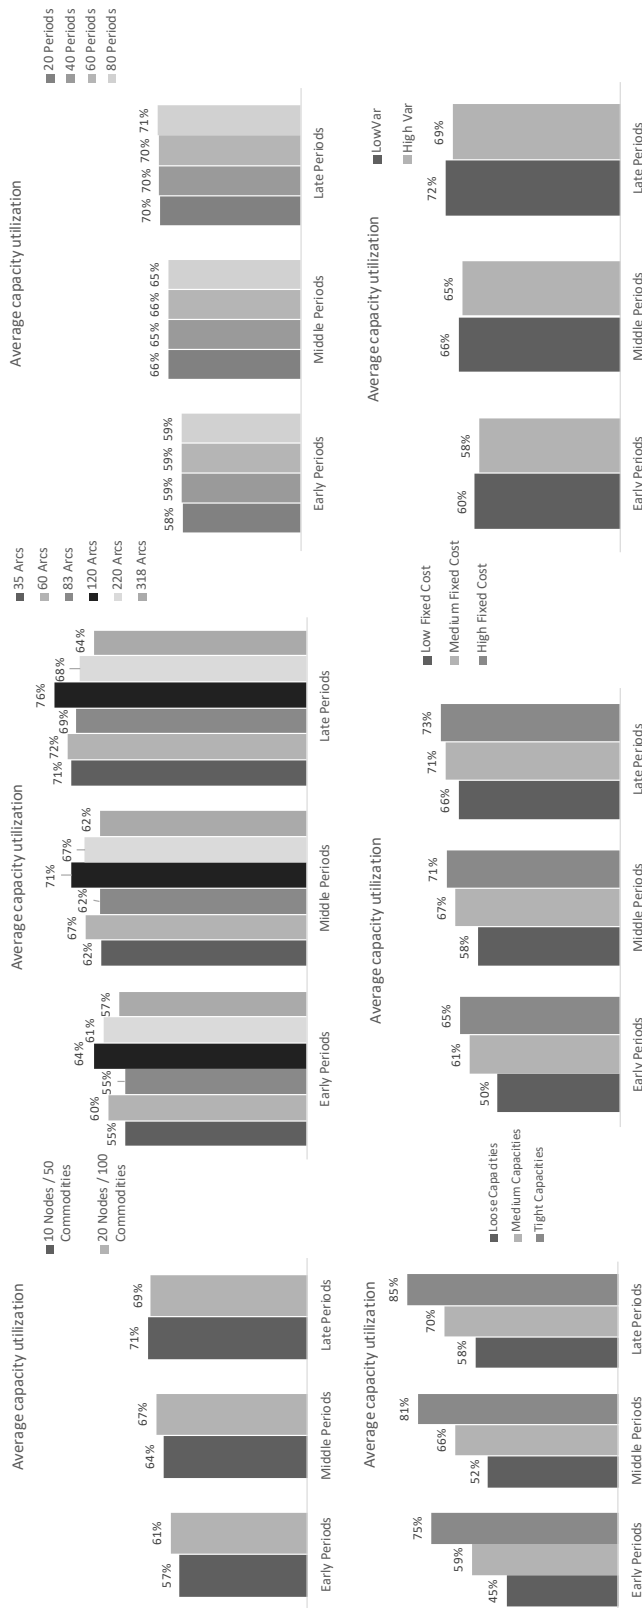 Average capacity utilization
57%
61%
64%
67%
71%
69%
Early Periods
Middle Periods
Late Periods
10 Nodes / 50
Commodities
20 Nodes / 100
Commodities
Average capacity utilization
55%
60%
55%
64%
61%
57%
62%
67%
62%
71%
67%
62%
71%
72%
69%
76%
68%
64%
Early Periods
Middle Periods
Late Periods
35 Arcs
60 Arcs
83 Arcs
120 Arcs
220 Arcs
318 Arcs
Average capacity utilization
58%
59%
59%
59%
66%
65%
66%
65%
70%
70%
70%
71%
Early Periods
Middle Periods
Late Periods
20 Periods
40 Periods
60 Periods
80 Periods
Average capacity utilization
45%
59%
75%
52%
66%
81%
58%
70%
85%
Early Periods
Middle Periods
Late Periods
Loose Capacities
Medium Capacities
Tight Capacities
Average capacity utilization
50%
61%
65%
58%
67%
71%
66%
71%
73%
Early Periods
Middle Periods
Late Periods
Low Fixed Cost
Medium Fixed Cost
High Fixed Cost
Average capacity utilization
60%
58%
66%
65%
72%
69%
Early Periods
Middle Periods
Late Periods
LowVar
High Var